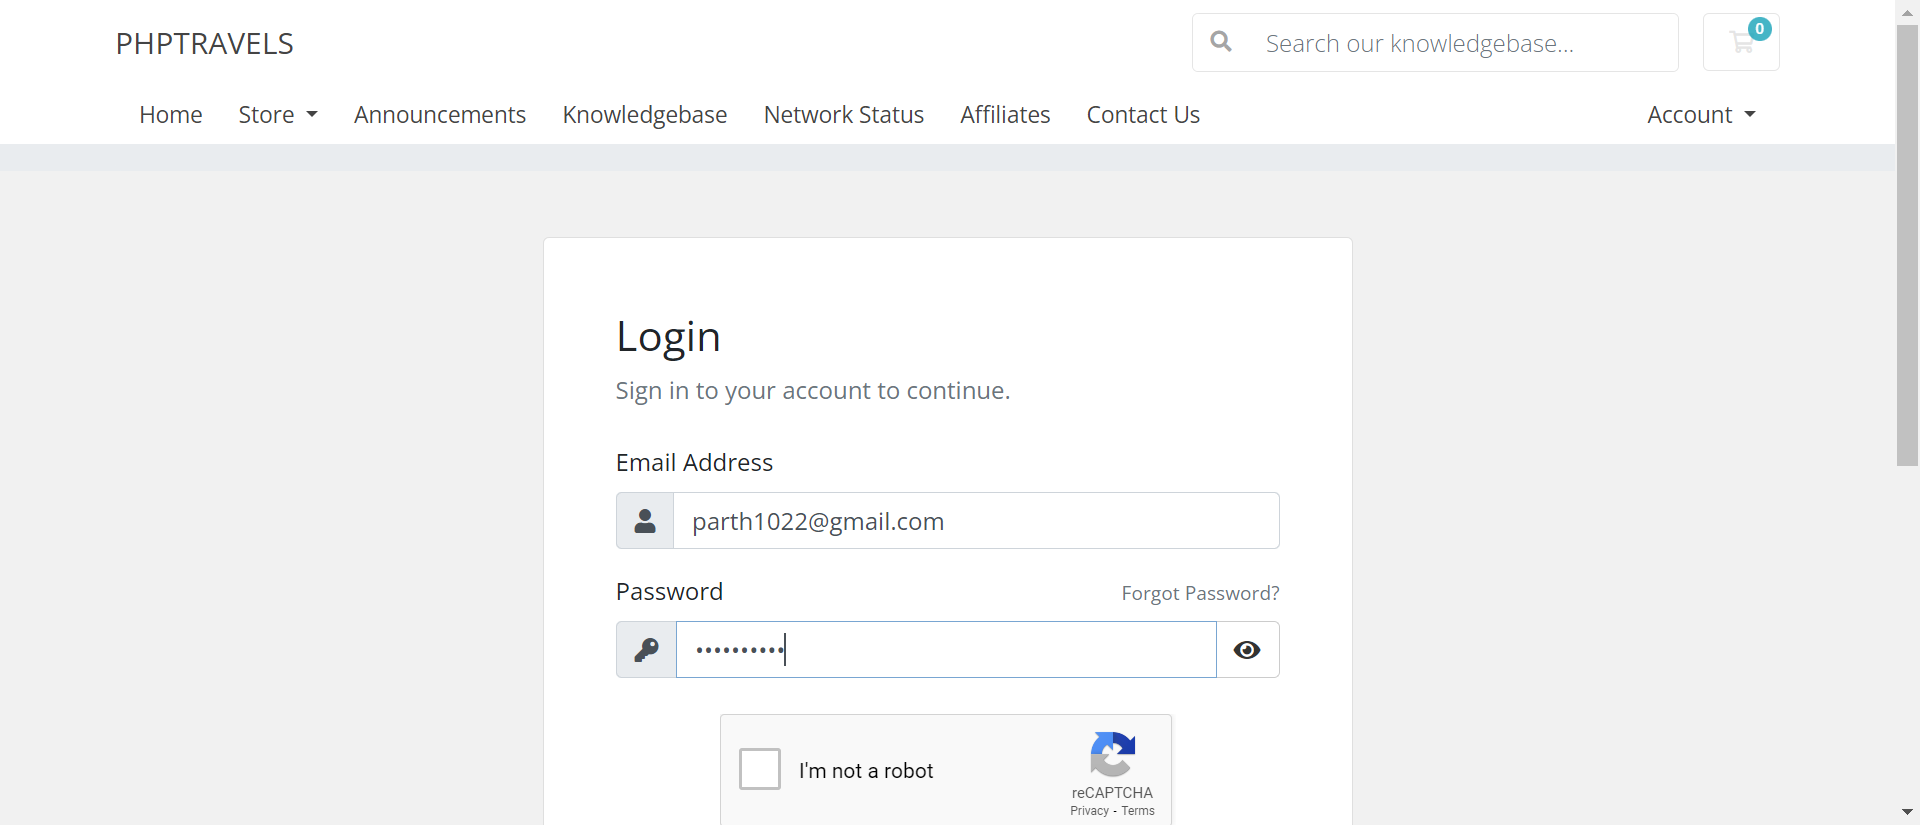 PHPTRAVELS
Search our knowledgebase...
0
Home Store Announcements Knowledgebase Network Status Affiliates Contact Us Account
Login
Sign in to your account to continue.
Email Address
parth1022@gmail.com
Password Forgot Password?
••••••••••
I'm not a robot
reCAPTCHA
Privacy - Terms